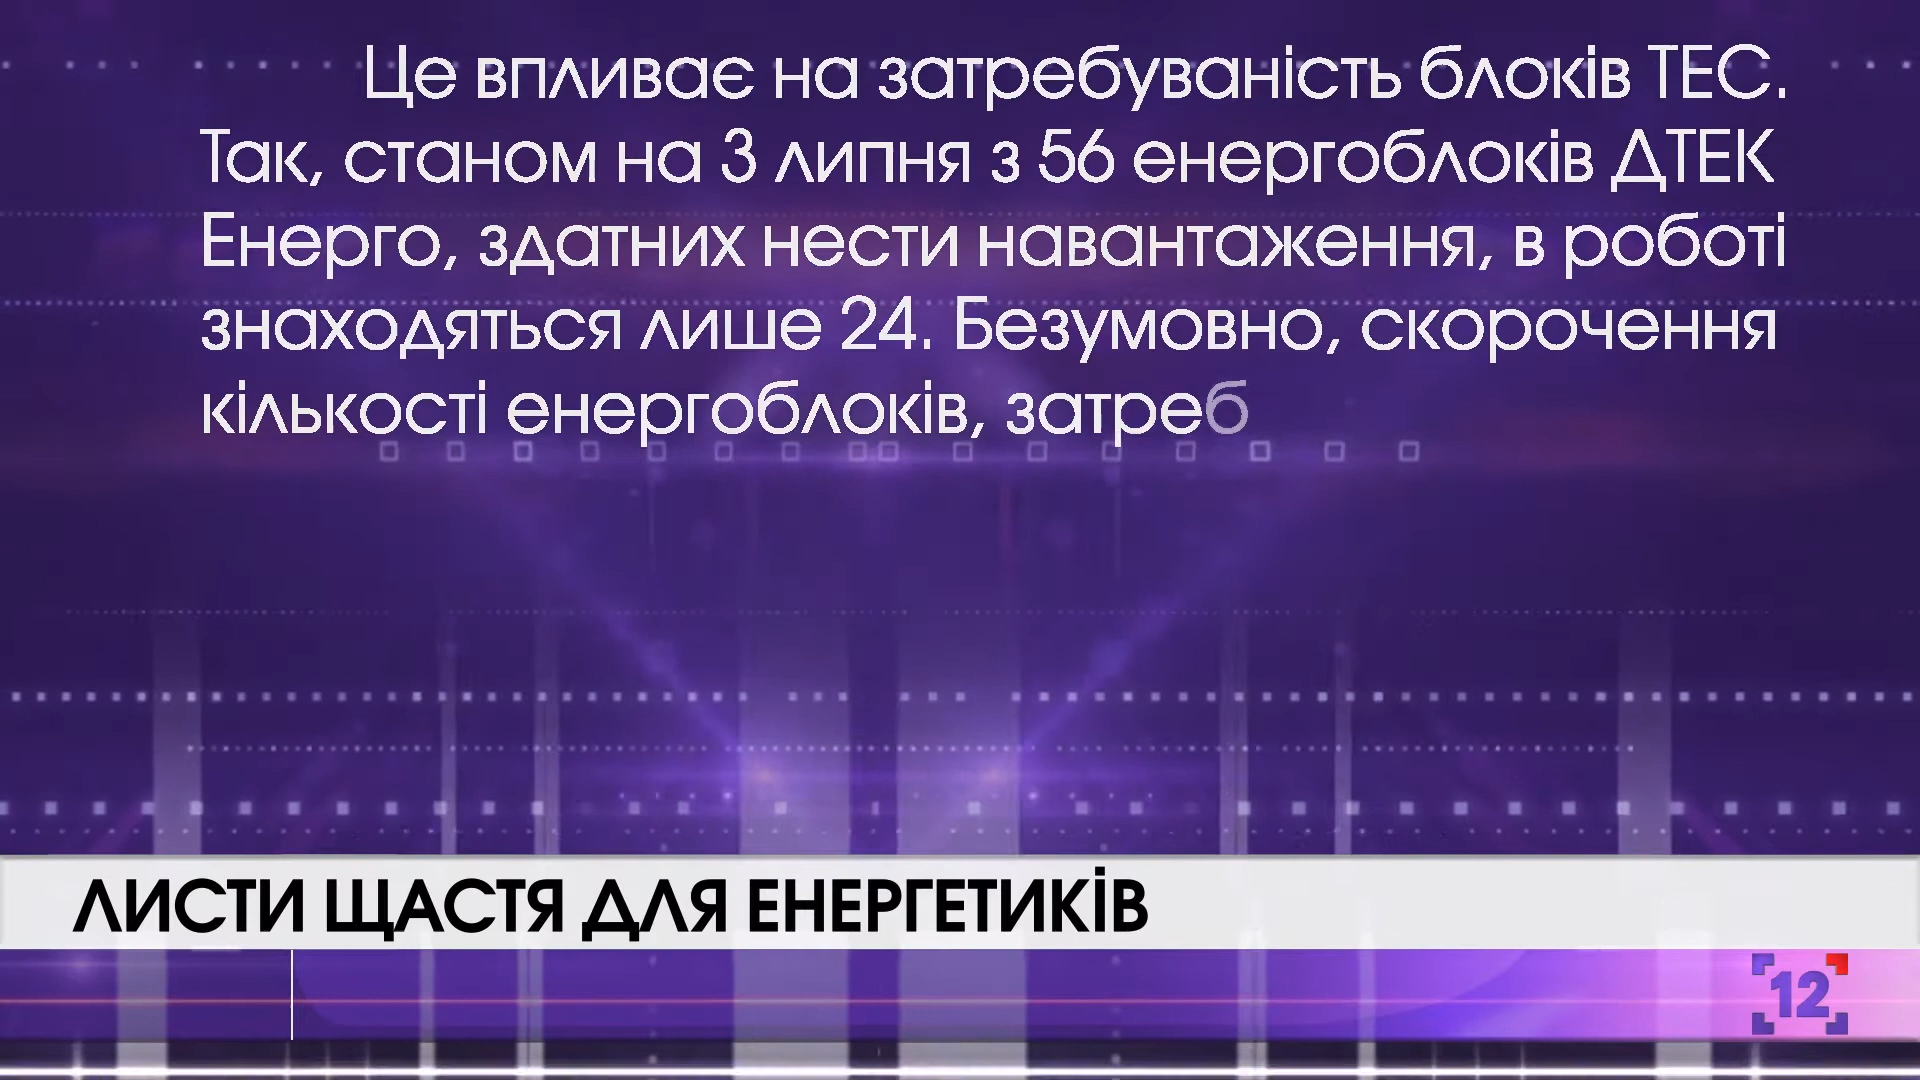 Це впливає на затребуваність блоків ТЕС.
Так, станом на 3 липня з 56 енергоблоків ДТЕК
Енерго, здатних нести навантаження, в роботі
знаходяться лише 24. Безумовно, скорочення
кількості енергоблоків, затреб
ЛИСТИ ЩАСТЯ ДЛЯ ЕНЕРГЕТИКІВ
12